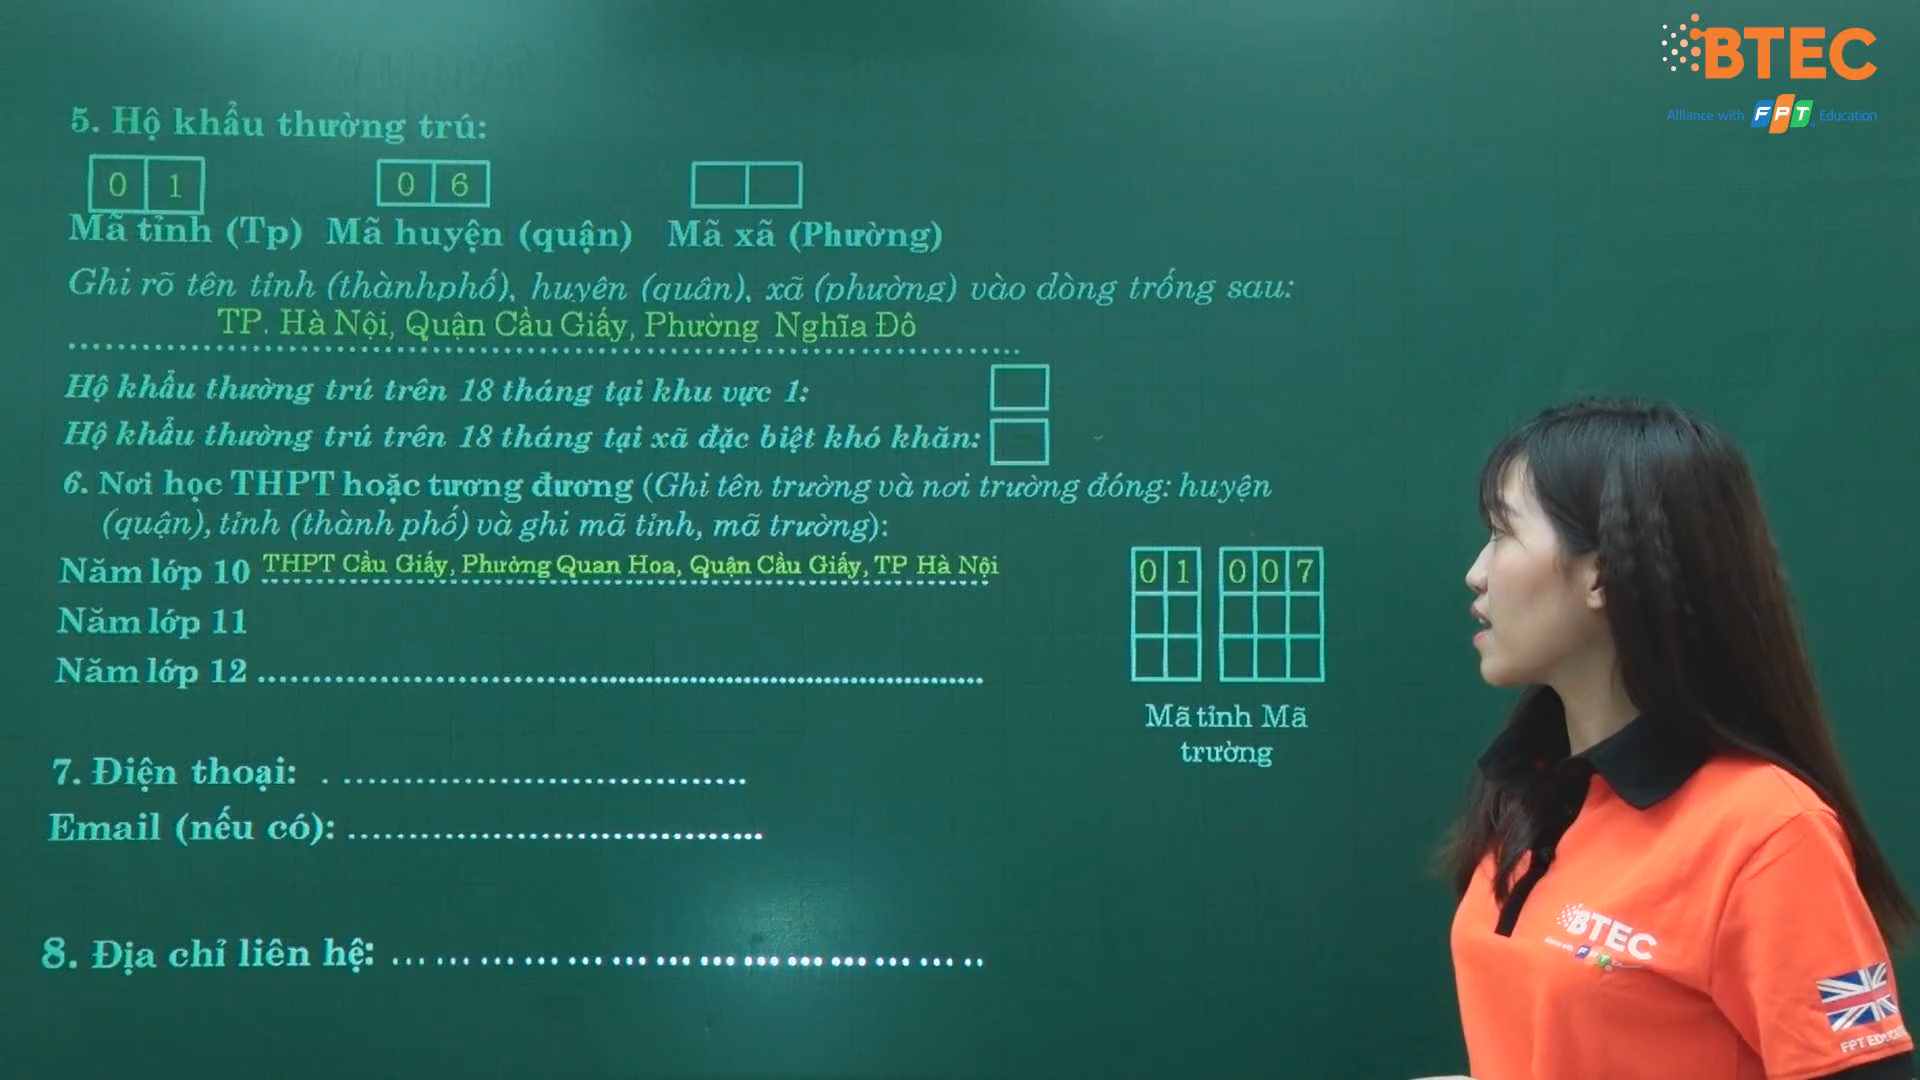 BTEC
Alliance with FPT Education
5. Hộ khẩu thường trú:
0 1 0 6
Mã tỉnh (Tp) Mã huyện (quận) Mã xã (Phường)
Ghi rõ tên tỉnh (thànhphố), huyện (quận), xã (phường) vào dòng trống sau:
TP. Hà Nội, Quận Cầu Giấy, Phường Nghĩa Đô
Hộ khẩu thường trú trên 18 tháng tại khu vực 1:
Hộ khẩu thường trú trên 18 tháng tại xã đặc biệt khó khăn:
6. Nơi học THPT hoặc tương đương (Ghi tên trường và nơi trường đóng: huyện
(quận), tỉnh (thành phố) và ghi mã tỉnh, mã trường):
Năm lớp 10 THPT Cầu Giấy, Phường Quan Hoa, Quận Cầu Giấy, TP Hà Nội 0 1 0 0 7
Năm lớp 11
Năm lớp 12 ........................................
Mã tỉnh Mã
trường
7. Điện thoại: . ..................................
Email (nếu có): ..................................
8. Địa chỉ liên hệ: ........................................
BTEC
FPT